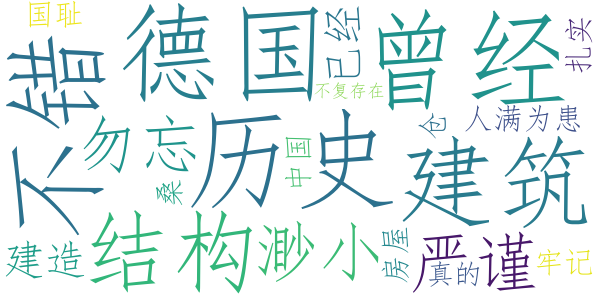 国耻
不错
德国
已经
曾经
扎实
不复存在
勿忘
桑
历史
中国
仓
人满为患
建筑
建造
结构
渺小
房屋
严谨
真的
牢记